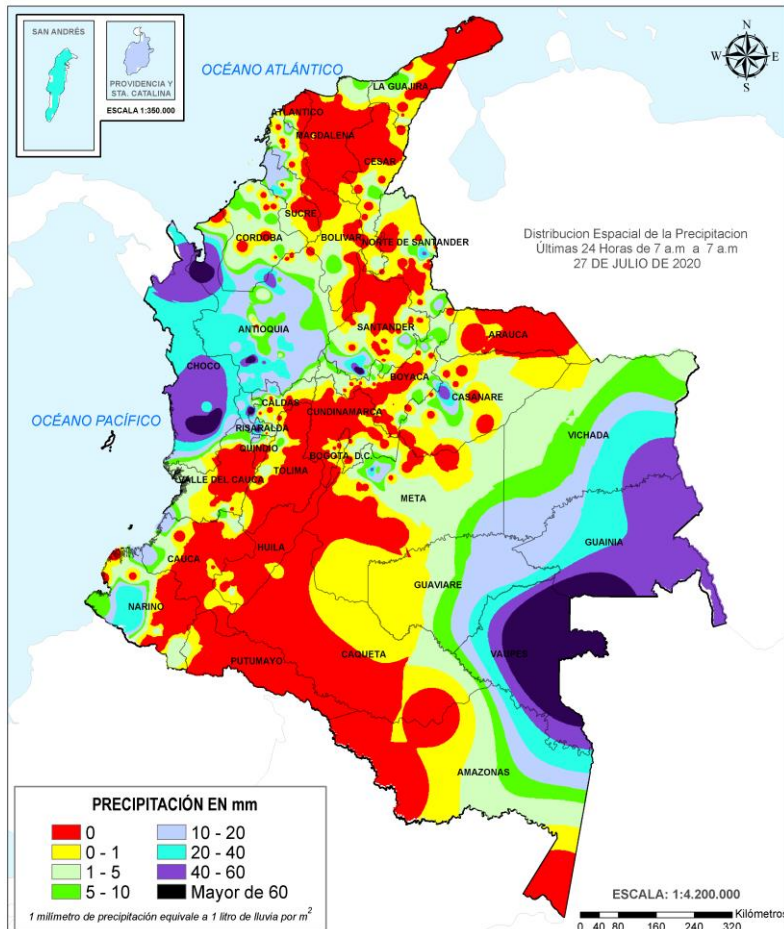 SAN ANDRÉS
PROVIDENCIA Y
STA. CATALINA
ESCALA 1:350.000
OCÉANO ATLÁNTICO
N
W
E
S
LA GUAJIRA
ATLANTICO
MAGDALENA
CESAR
SUCRE
CORDOBA
BOLIVAR
NORTE DE SANTANDER
Distribucion Espacial de la Precipitacion
Últimas 24 Horas de 7 a.m a 7 a.m
27 DE JULIO DE 2020
ANTIOQUIA
SANTANDER
ARAUCA
CHOCO
BOYACA
CASANARE
OCÉANO PACÍFICO
CALDAS
CUNDINAMARCA
RISARALDA
VICHADA
QUINDIO
BOGOTA, D.C.
TOLIMA
VALLE DEL CAUCA
META
GUAINIA
CAUCA
HUILA
GUAVIARE
NARIÑO
VAUPES
CAQUETA
PUTUMAYO
AMAZONAS
PRECIPITACIÓN EN mm
0
10 - 20
0 - 1
20 - 40
1 - 5
40 - 60
5 - 10
Mayor de 60
1 milímetro de precipitación equivale a 1 litro de lluvia por m2
ESCALA: 1:4.200.000
Kilómetros
0 40 80 160 240 320